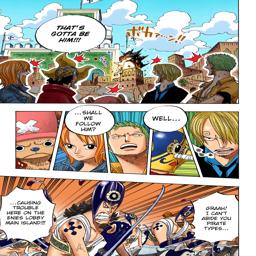 THAT'S
GOTTA BE
HIM!!!
...SHALL
WE
FOLLOW
HIM?
WELL...
...CAUSING
TROUBLE
HERE ON THE
ENIES LOBBY
MAIN ISLAND!!!
GRAAH!
I CAN'T
ABIDE YOU
PIRATE
TYPES...